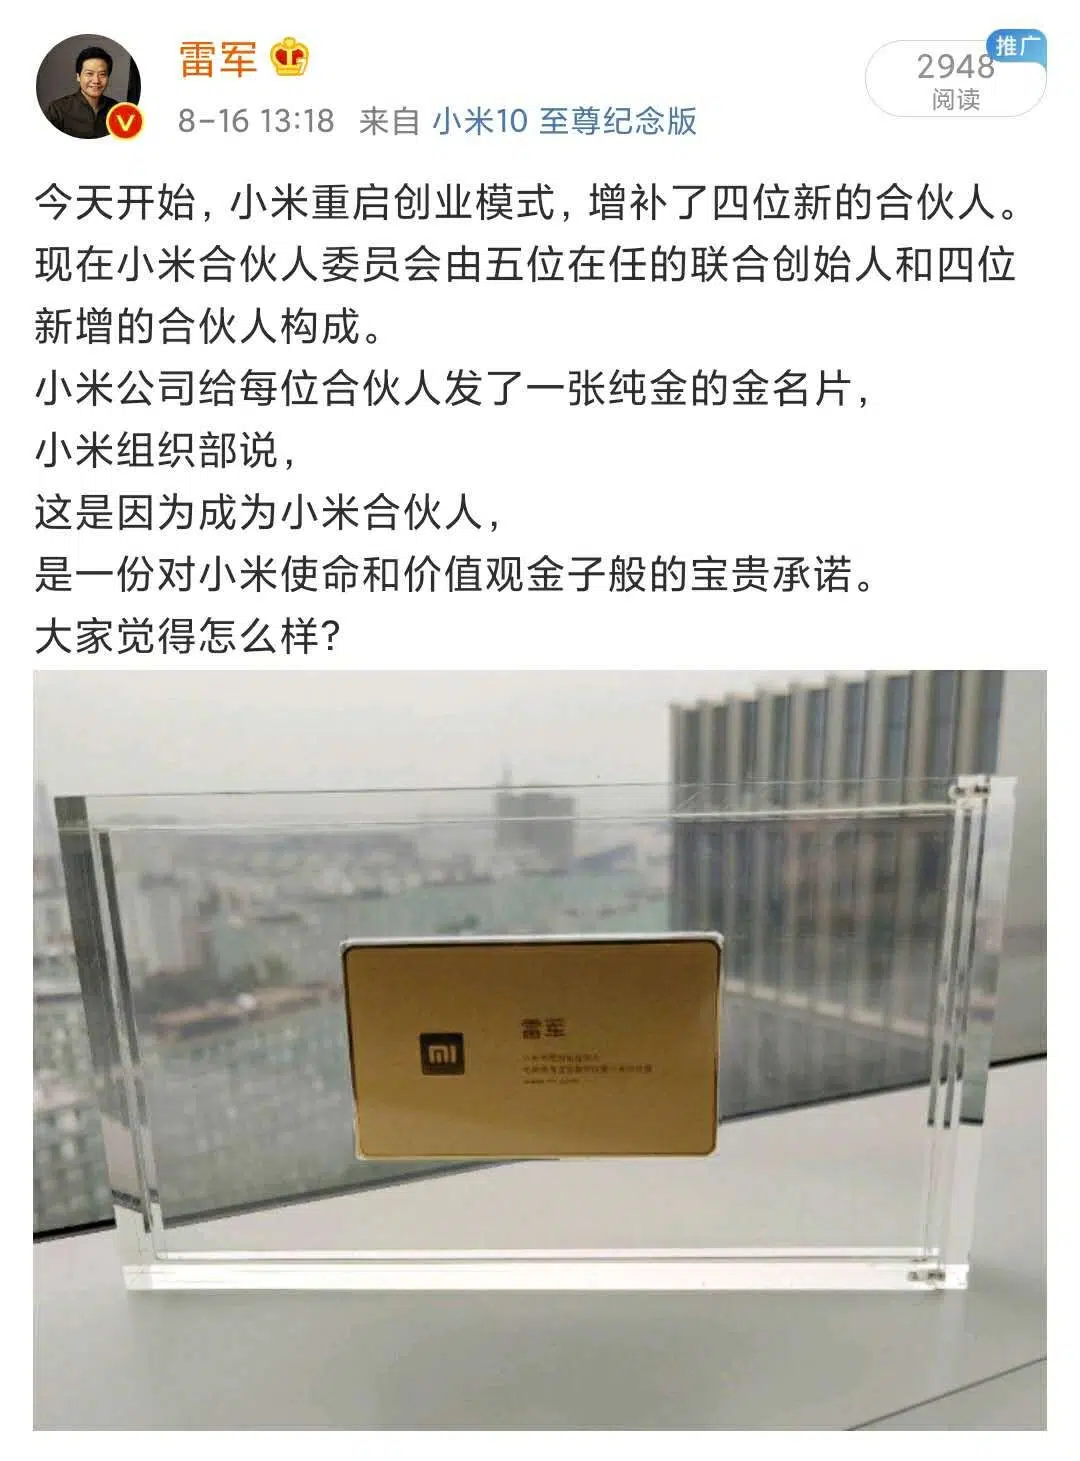 雷军
推广
2948
阅读
8-16 13:18 来自 小米10 至尊纪念版
今天开始，小米重启创业模式，增补了四位新的合伙人。
现在小米合伙人委员会由五位在任的联合创始人和四位
新增的合伙人构成。
小米公司给每位合伙人发了一张纯金的金名片，
小米组织部说，
这是因为成为小米合伙人，
是一份对小米使命和价值观金子般的宝贵承诺。
大家觉得怎么样？
雷军
mi